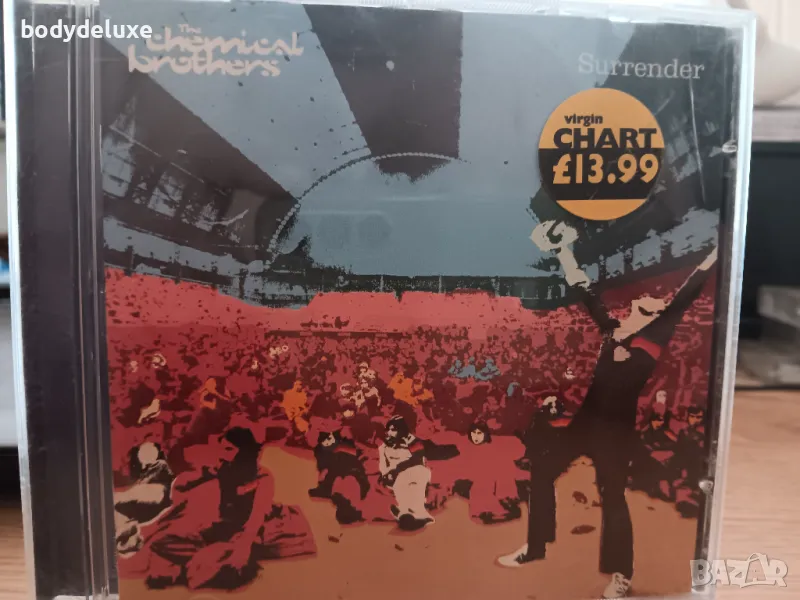 bodydeluxe
The
chemical
brothers
Surrender
virgin
CHART
£13.99
BAZAR